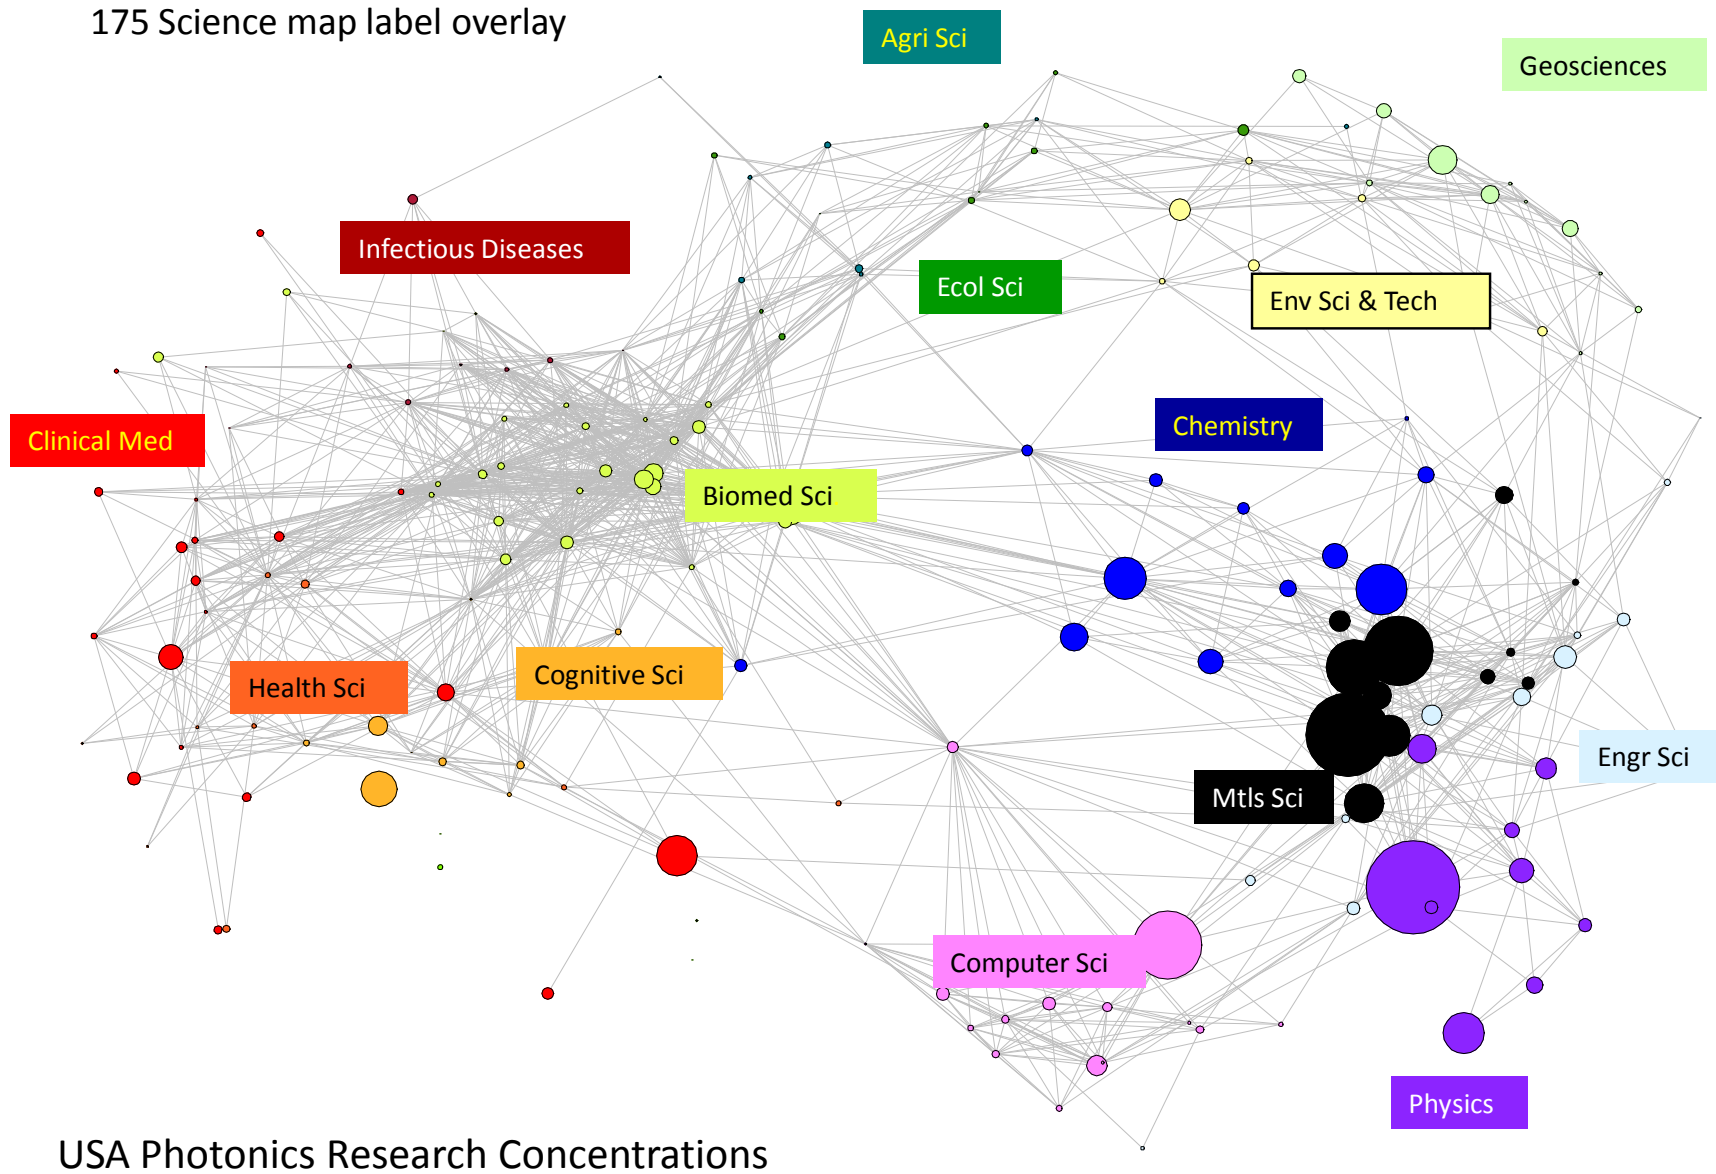 175 Science map label overlay
Agri Sci
Geosciences
Infectious Diseases
Ecol Sci
Env Sci & Tech
Clinical Med
Chemistry
Biomed Sci
Health Sci
Cognitive Sci
Engr Sci
Mtls Sci
Computer Sci
Physics
USA Photonics Research Concentrations